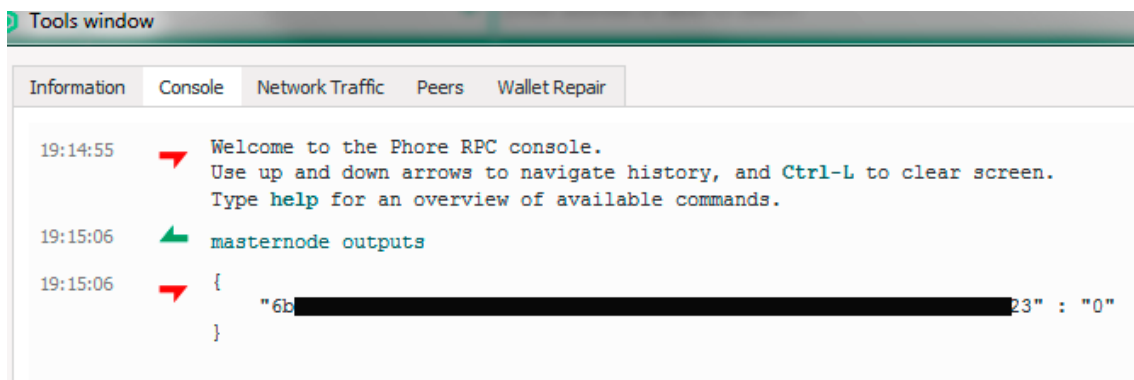 Tools window
Information Console Network Traffic Peers Wallet Repair
19:14:55 Welcome to the Phore RPC console.
Use up and down arrows to navigate history, and Ctrl-L to clear screen.
Type help for an overview of available commands.
19:15:06 masternode outputs
19:15:06 {
"6b 23" : "0"
}